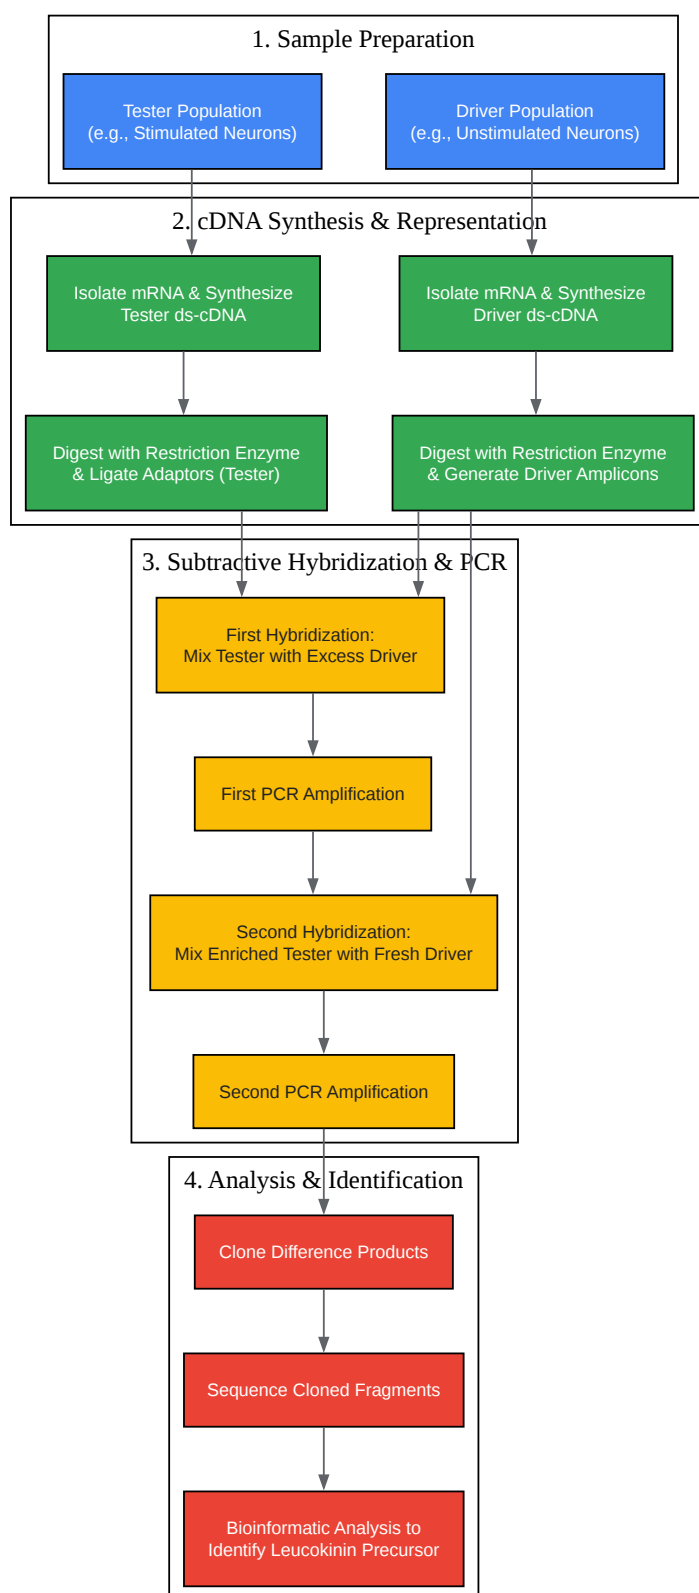 1. Sample Preparation
Tester Population
(e.g., Stimulated Neurons)
Driver Population
(e.g., Unstimulated Neurons)
2. cDNA Synthesis & Representation
Isolate mRNA & Synthesize
Tester ds-cDNA
Isolate mRNA & Synthesize
Driver ds-cDNA
Digest with Restriction Enzyme
& Ligate Adaptors (Tester)
Digest with Restriction Enzyme
& Generate Driver Amplicons
3. Subtractive Hybridization & PCR
First Hybridization:
Mix Tester with Excess Driver
First PCR Amplification
Second Hybridization:
Mix Enriched Tester with Fresh Driver
Second PCR Amplification
4. Analysis & Identification
Clone Difference Products
Sequence Cloned Fragments
Bioinformatic Analysis to
Identify Leucokinin Precursor